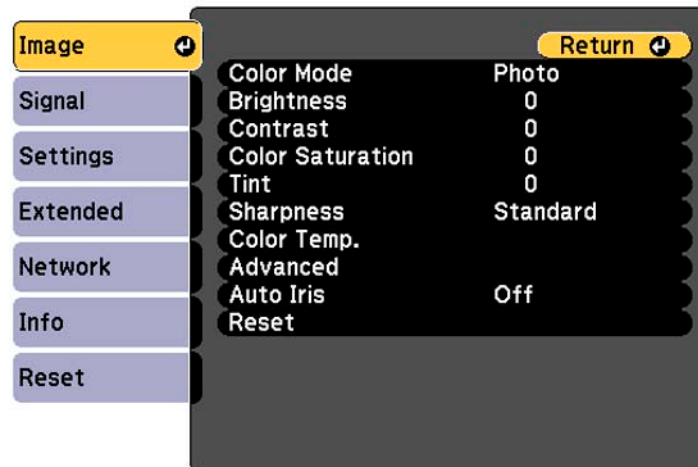 Image
Signal
Settings
Extended
Network
Info
Reset
Return
Color Mode Photo
Brightness 0
Contrast 0
Color Saturation 0
Tint 0
Sharpness Standard
Color Temp.
Advanced
Auto Iris Off
Reset